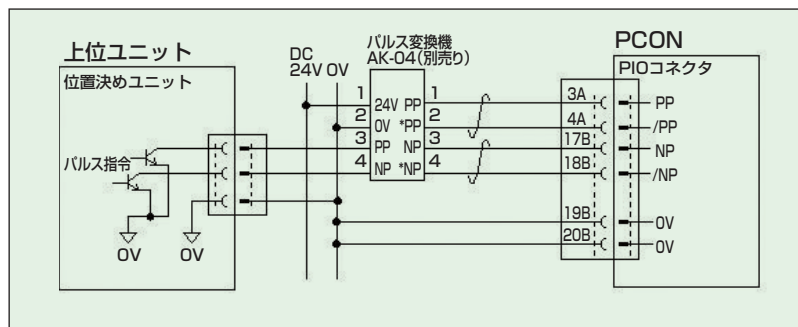 上位ユニット
位置決めユニット
パルス指令
0V
0V
DC
24V 0V
パルス変換機
AK-04(別売り)
1
2
3
4
24V PP
0V *PP
PP NP
NP *NP
1
2
3
4
3A
4A
17B
18B
19B
20B
PCON
PIOコネクタ
PP
/PP
NP
/NP
0V
0V